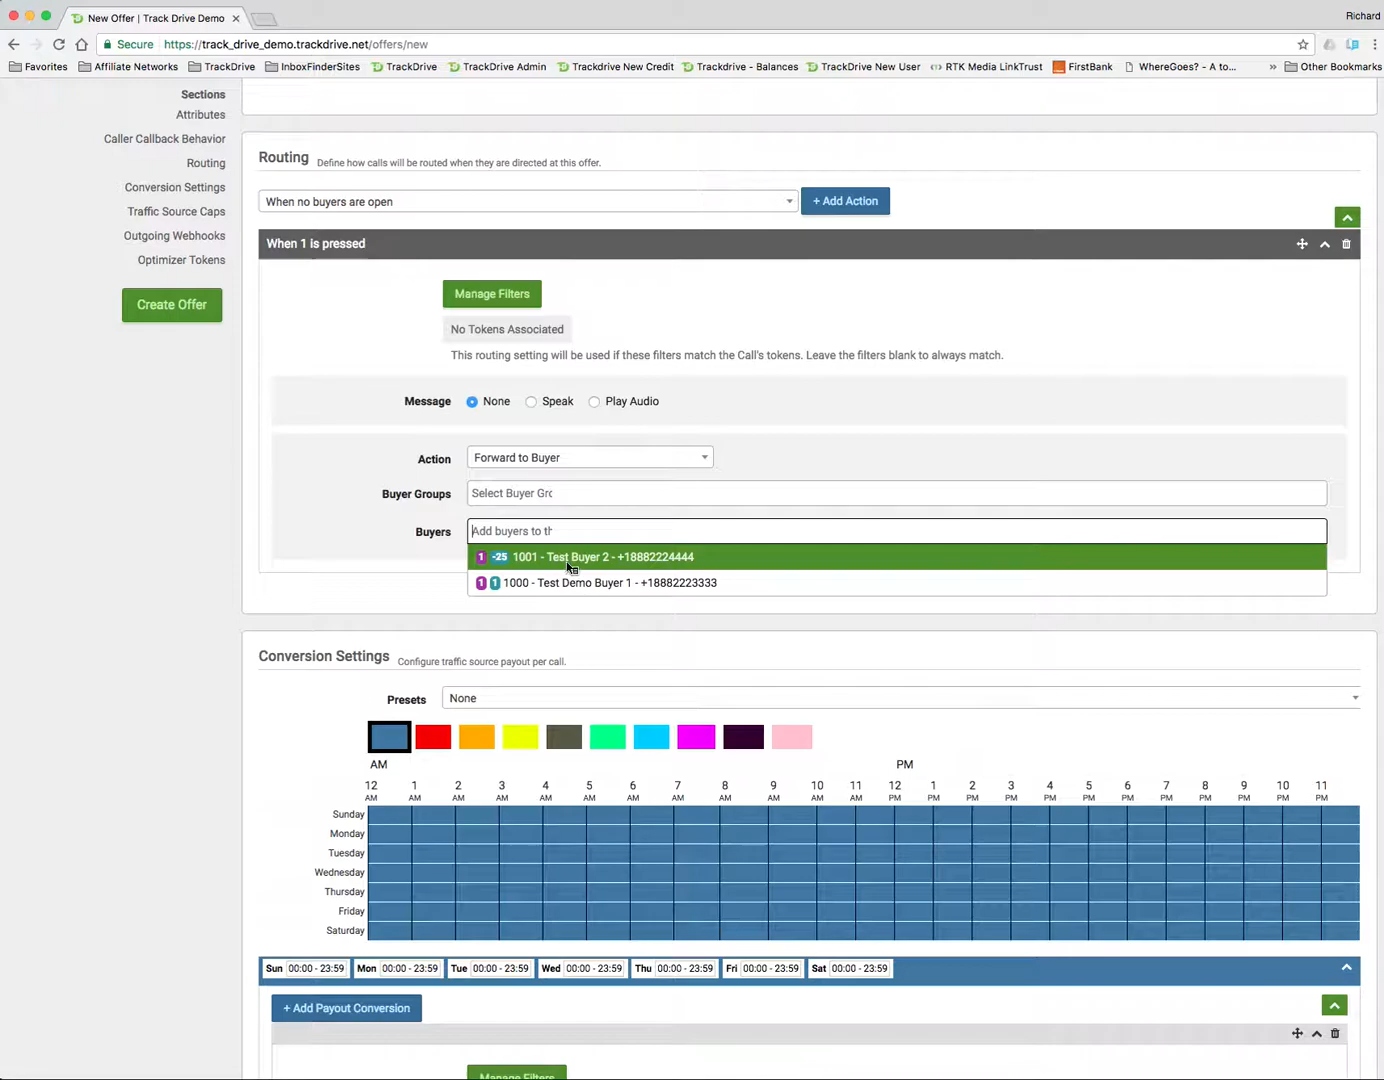 New Offer | Track Drive Demo
Richard
Secure https://track_drive_demo.trackdrive.net/offers/new
Favorites Affiliate Networks TrackDrive InboxFinderSites TrackDrive TrackDrive Admin Trackdrive New Credit Trackdrive - Balances TrackDrive New User RTK Media LinkTrust FirstBank WhereGoes? - A to... » Other Bookmarks
Sections
Attributes
Caller Callback Behavior
Routing
Conversion Settings
Traffic Source Caps
Outgoing Webhooks
Optimizer Tokens
Create Offer
Routing Define how calls will be routed when they are directed at this offer.
When no buyers are open + Add Action
When 1 is pressed
Manage Filters
No Tokens Associated
This routing setting will be used if these filters match the Call's tokens. Leave the filters blank to always match.
Message None Speak Play Audio
Action Forward to Buyer
Buyer Groups Select Buyer Grc
Buyers Add buyers to th
1 -25 1001 - Test Buyer 2 - +18882224444
1 1 1000 - Test Demo Buyer 1 - +18882223333
Conversion Settings Configure traffic source payout per call.
Presets None
AM PM
12 1 2 3 4 5 6 7 8 9 10 11 12 1 2 3 4 5 6 7 8 9 10 11
AM AM AM AM AM AM AM AM AM AM AM AM PM PM PM PM PM PM PM PM PM PM PM PM
Sunday
Monday
Tuesday
Wednesday
Thursday
Friday
Saturday
Sun 00:00 - 23:59 Mon 00:00 - 23:59 Tue 00:00 - 23:59 Wed 00:00 - 23:59 Thu 00:00 - 23:59 Fri 00:00 - 23:59 Sat 00:00 - 23:59
+ Add Payout Conversion
Manage Filters